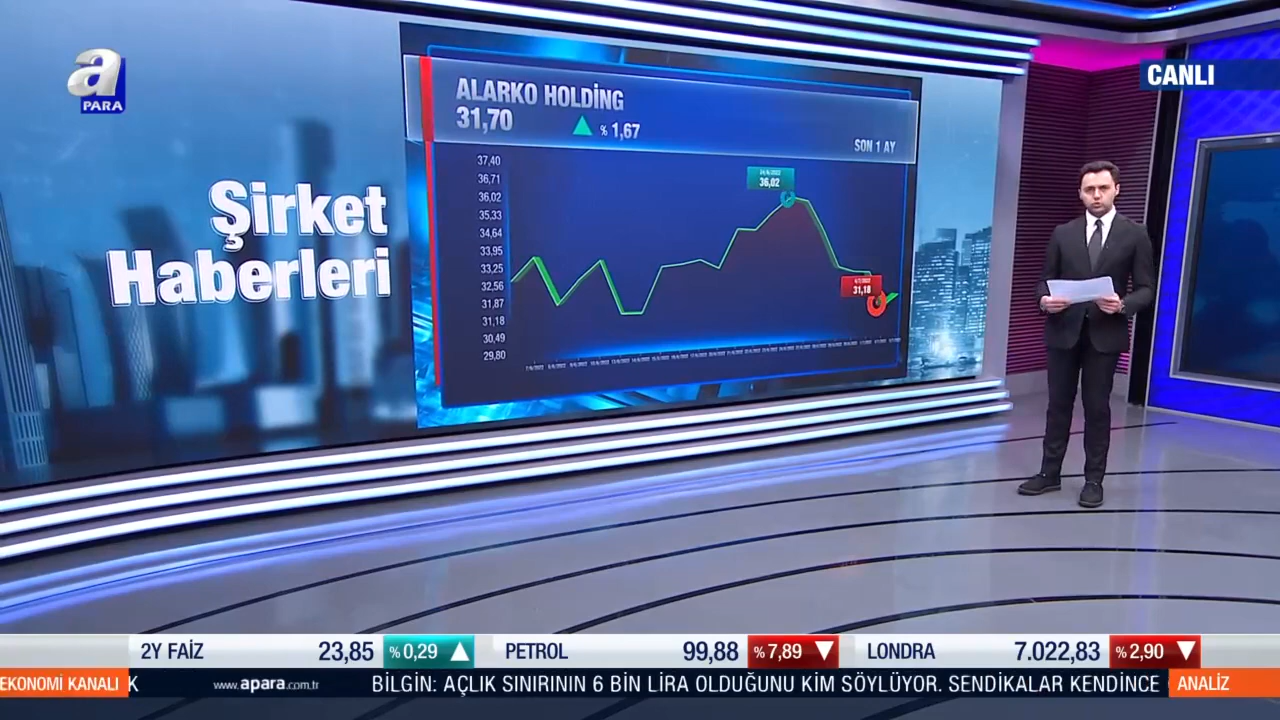 a
PARA
CANLI
Şirket
Haberleri
ALARKO HOLDİNG
31,70
% 1,67
SON 1 AY
37,40
36,71
36,02
35,33
34,64
33,95
33,25
32,56
31,87
31,18
30,49
29,80
36,02
31,18
2Y FAİZ 23,85 % 0,29 PETROL 99,88 % 7,89 LONDRA 7.022,83 % 2,90
EKONOMİ KANALI K www.apara.com.tr BİLGİN: AÇLIK SINIRININ 6 BİN LİRA OLDUĞUNU KİM SÖYLÜYOR. SENDİKALAR KENDİNCE ANALİZ